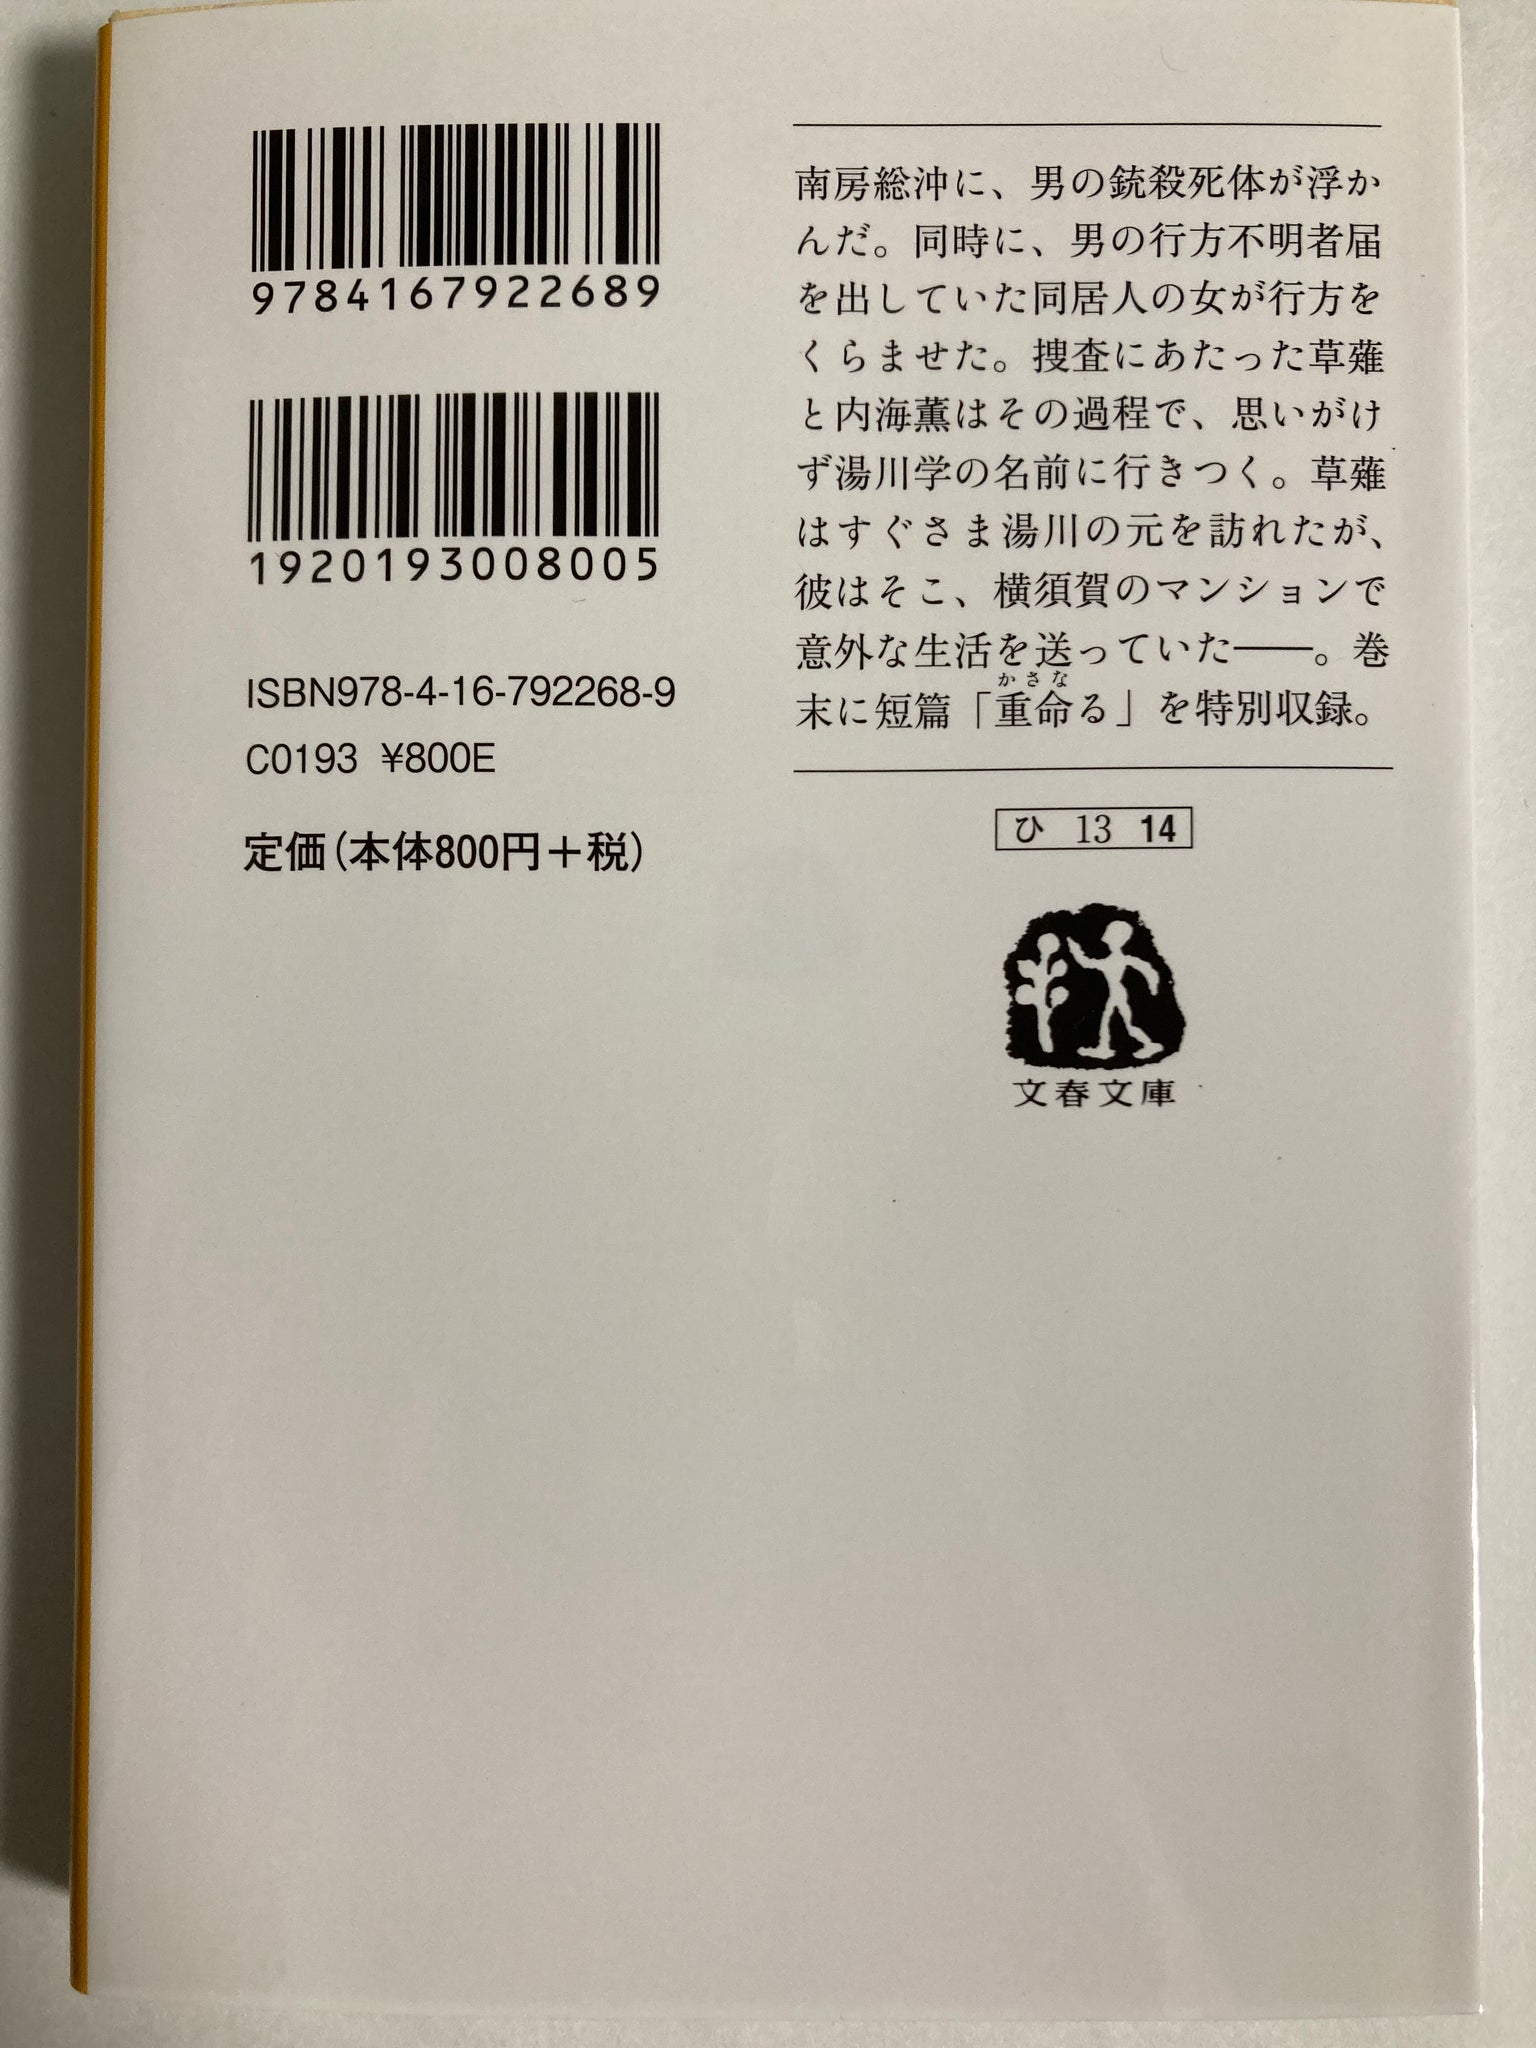 9784167922689
1920193008005
ISBN978-4-16-792268-9
C0193 ¥800E
定価(本体800円+税)
南房総沖に、男の銃殺死体が浮か
んだ。同時に、男の行方不明者届
を出していた同居人の女が行方を
くらませた。捜査にあたった草薙
と内海薫はその過程で、思いがけ
ず湯川学の名前に行きつく。草薙
はすぐさま湯川の元を訪れたが、
彼はそこ、横須賀のマンションで
意外な生活を送っていた――。巻
かさな
末に短篇「重命る」を特別収録。
ひ 13 14
文春文庫